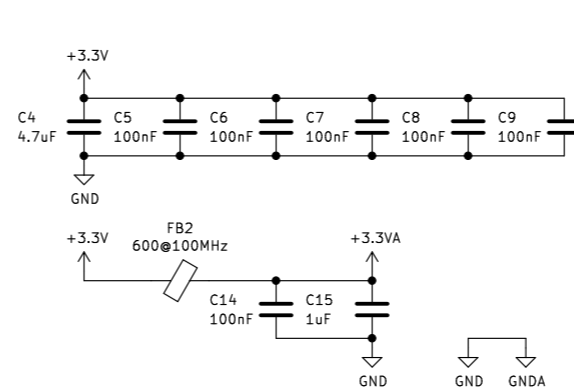 +3.3V
C4
4.7uF
C5
100nF
C6
100nF
C7
100nF
C8
100nF
C9
100nF
GND
+3.3V
FB2
600@100MHz
+3.3VA
C14
100nF
C15
1uF
GND
GND
GNDA